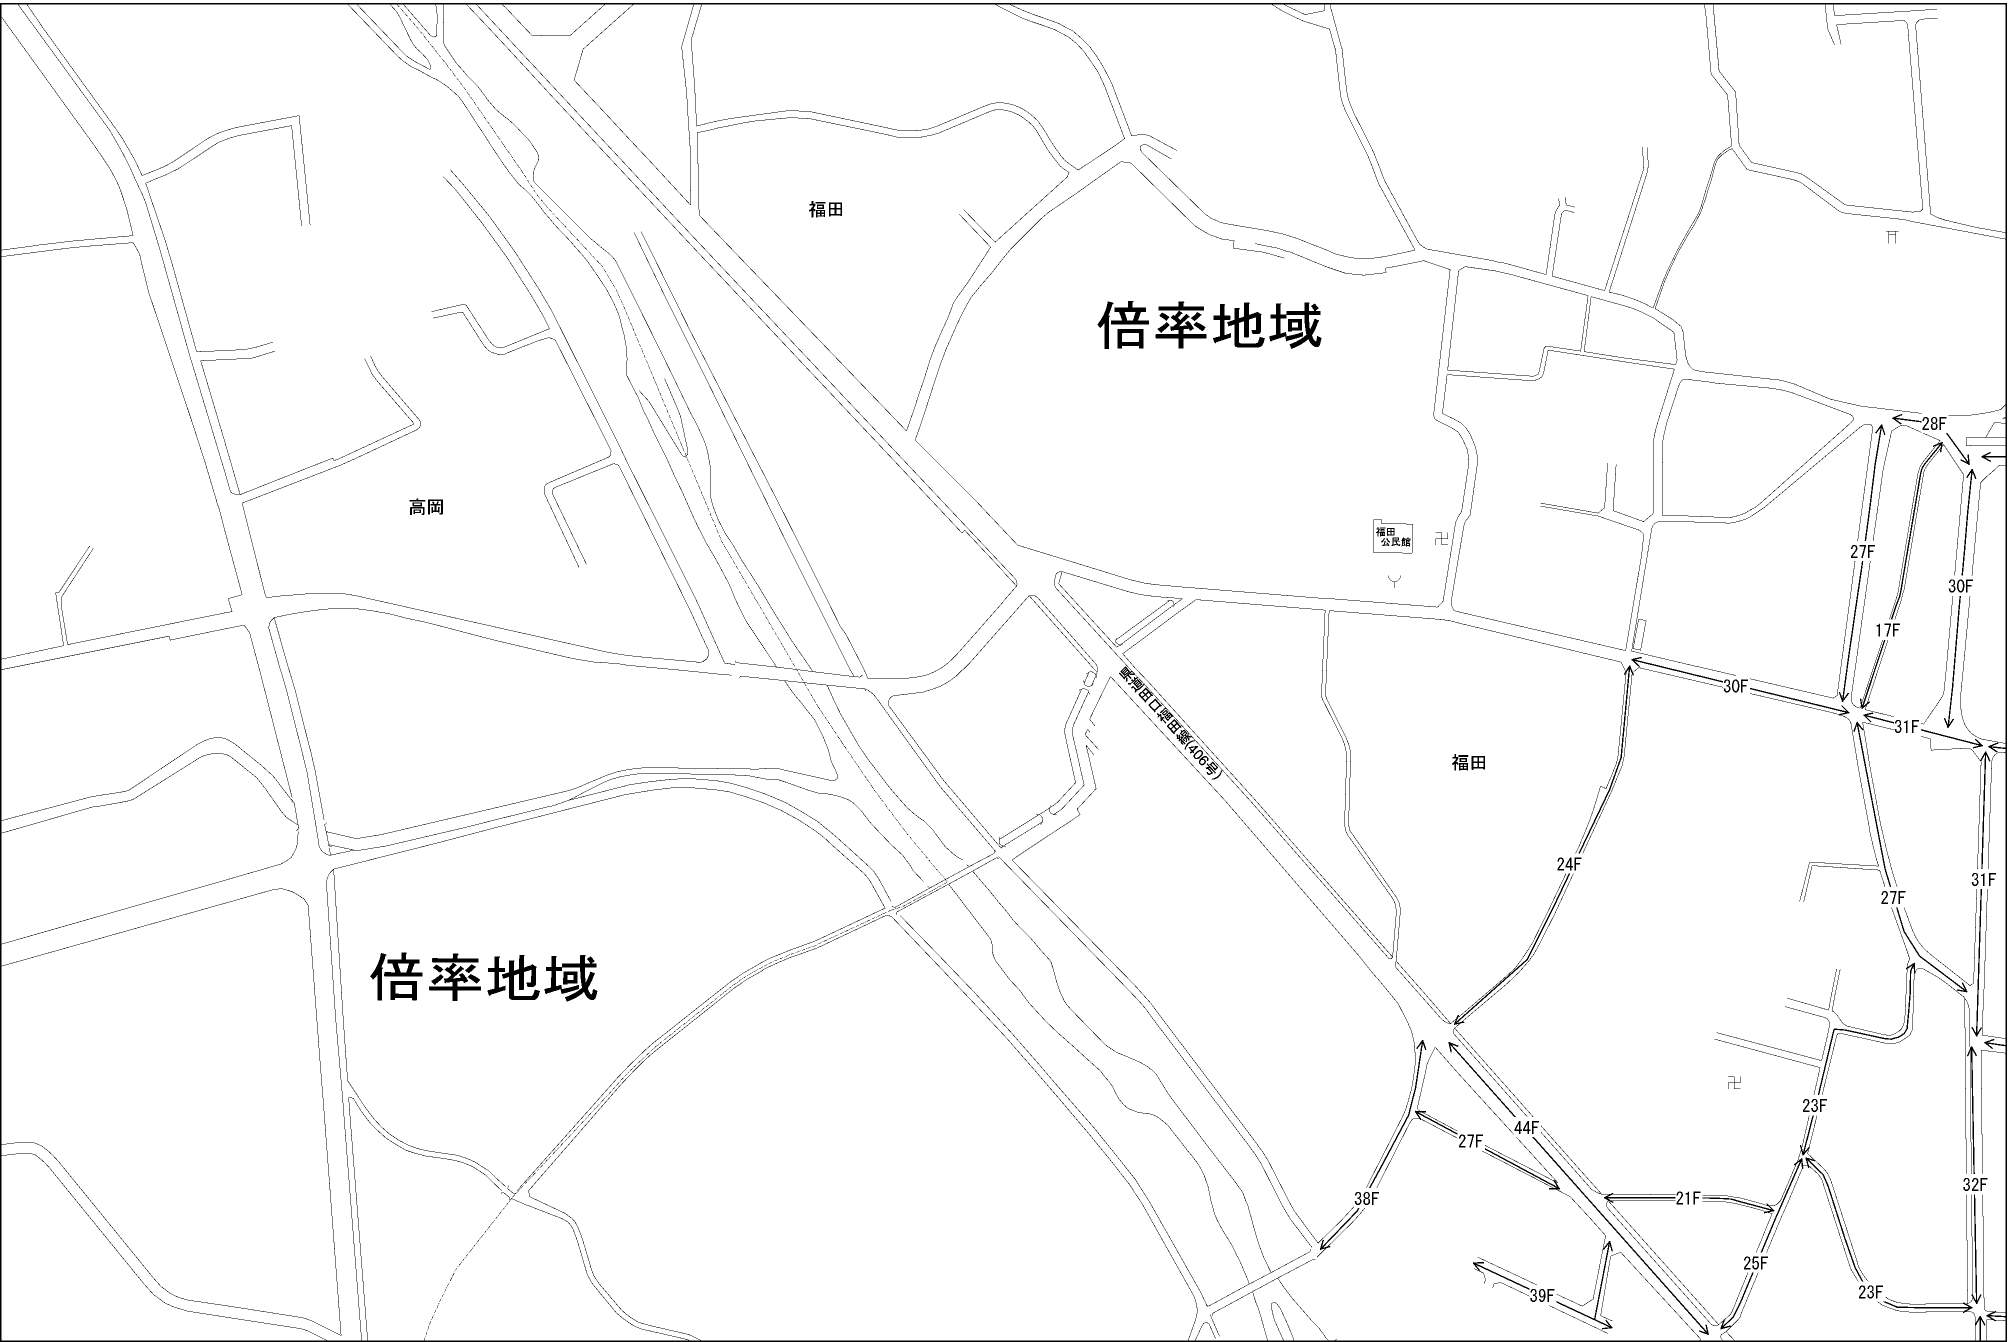 福田
倍率地域
28F
高岡
福田
公民館
27F
30F
17F
県道田口福田線(406号)
30F
31F
福田
24F
31F
27F
倍率地域
23F
44F
27F
32F
38F
21F
25F
23F
39F